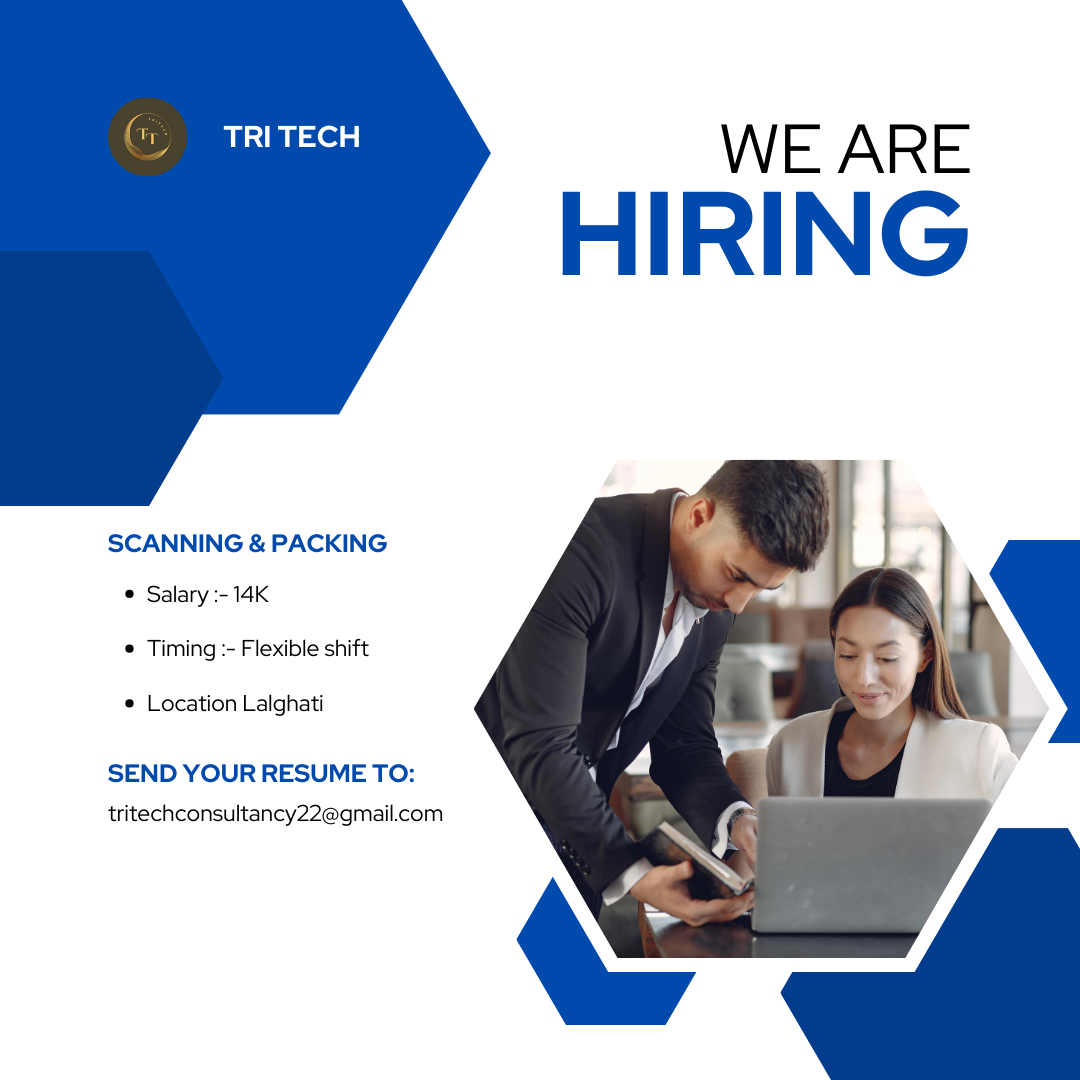 TT
TRI TECH
WE ARE
HIRING
SCANNING & PACKING
• Salary :- 14K
• Timing :- Flexible shift
• Location Lalghati
SEND YOUR RESUME TO:
tritechconsultancy22@gmail.com